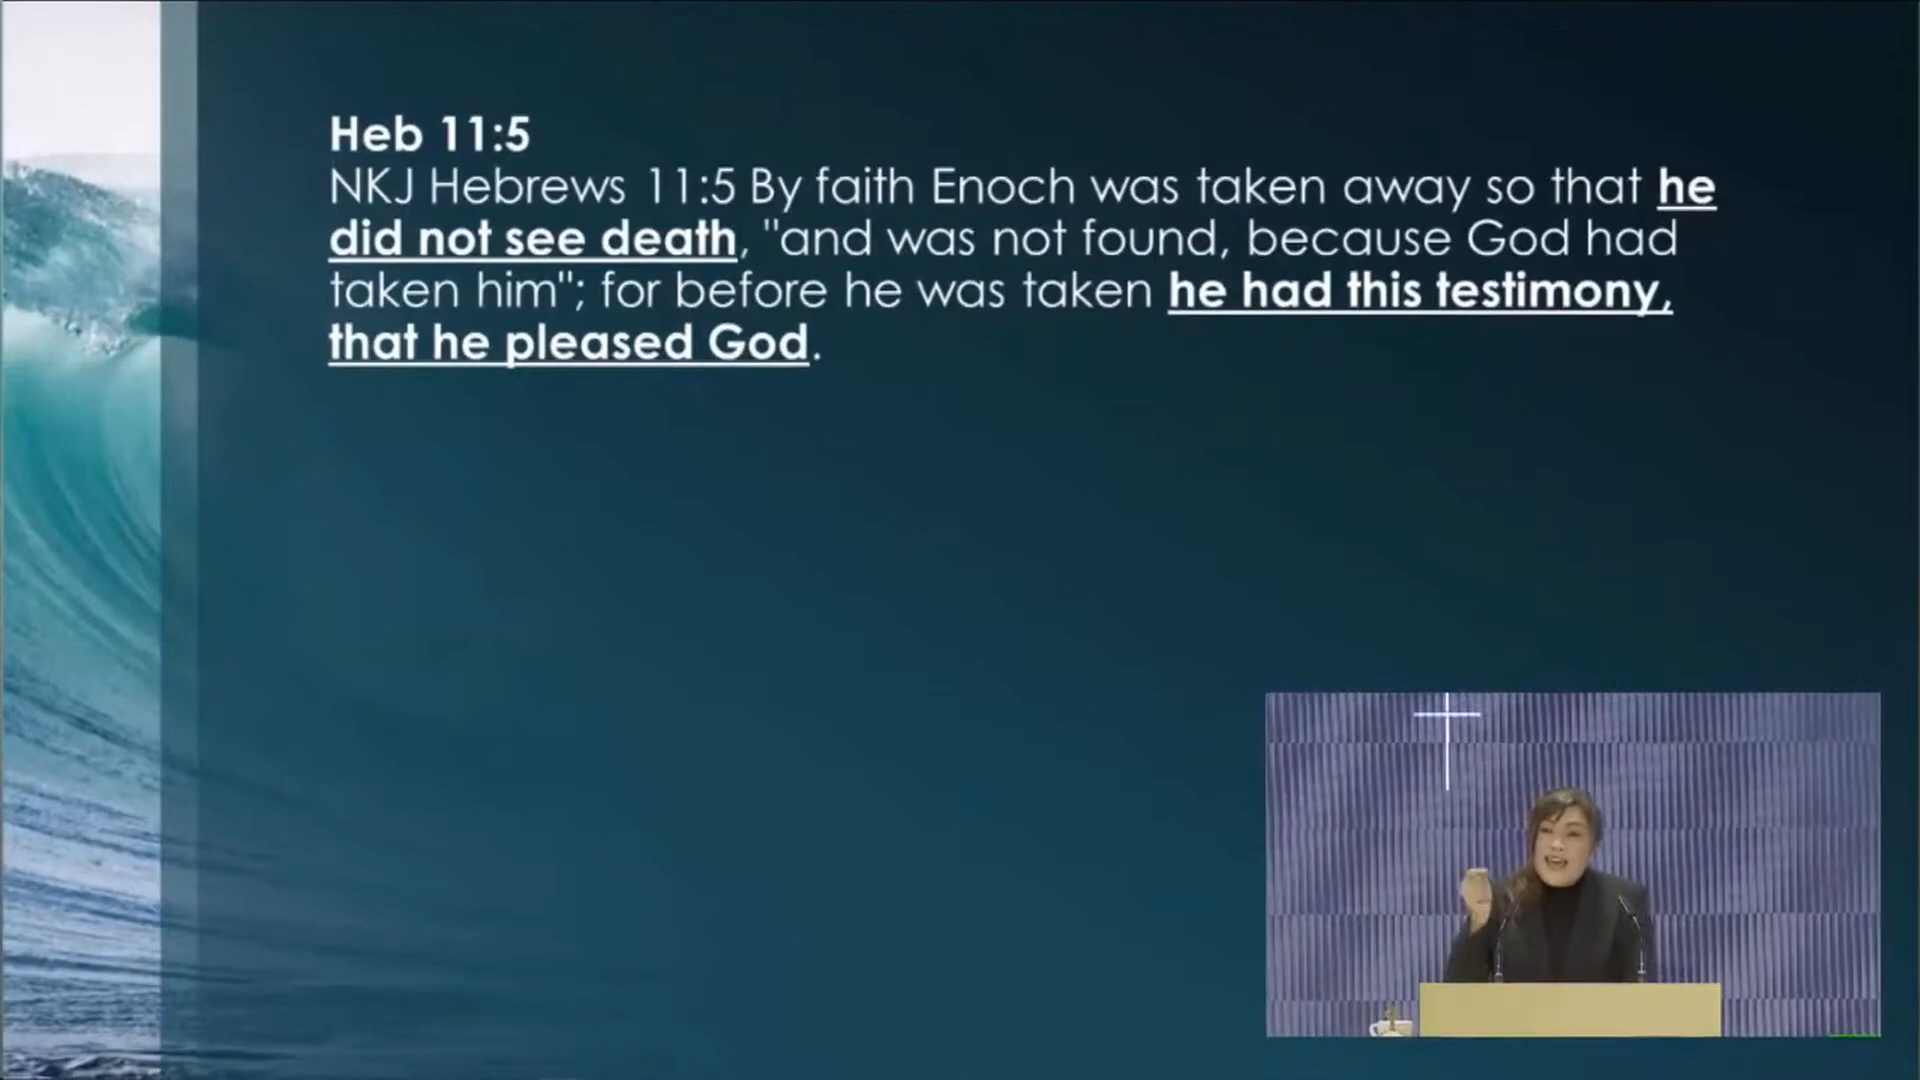 Heb 11:5
NKJ Hebrews 11:5 By faith Enoch was taken away so that he
did not see death, "and was not found, because God had
taken him"; for before he was taken he had this testimony,
that he pleased God.